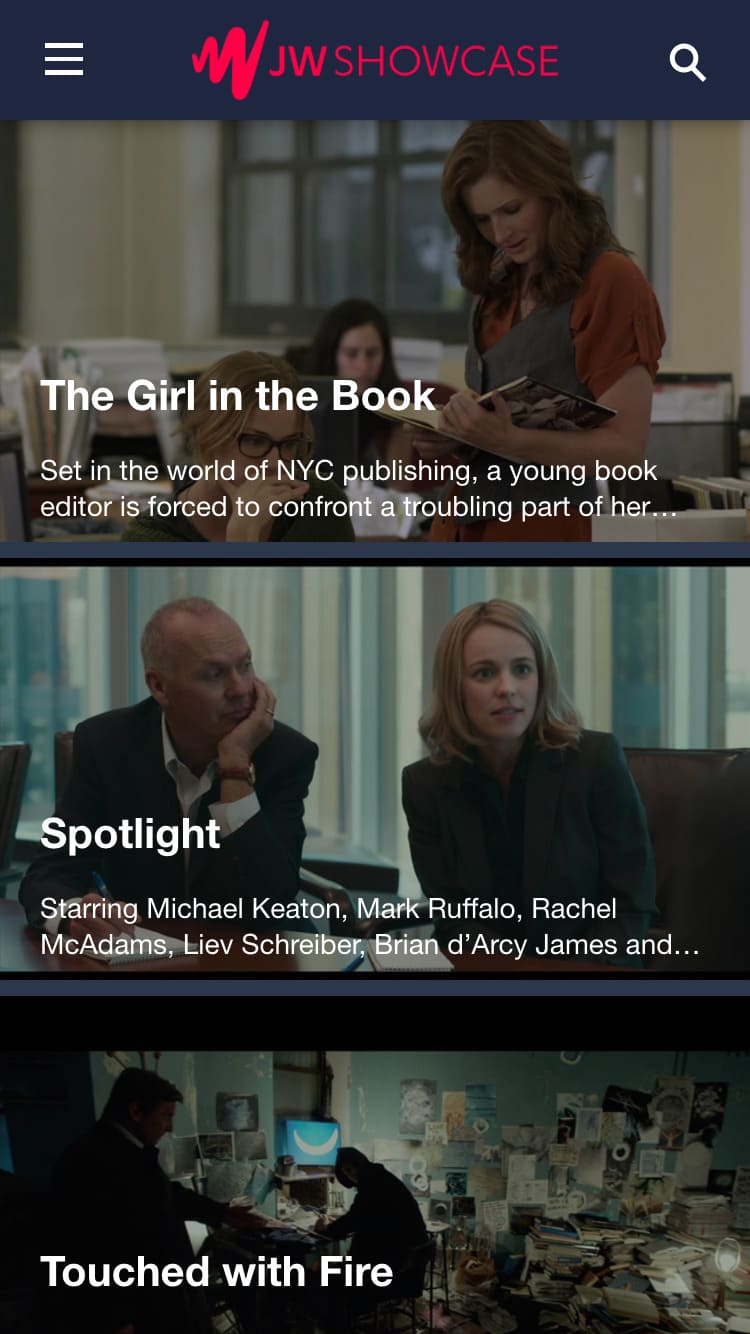 JW SHOWCASE
The Girl in the Book
Set in the world of NYC publishing, a young book
editor is forced to confront a troubling part of her…
Spotlight
Starring Michael Keaton, Mark Ruffalo, Rachel
McAdams, Liev Schreiber, Brian d’Arcy James and…
Touched with Fire